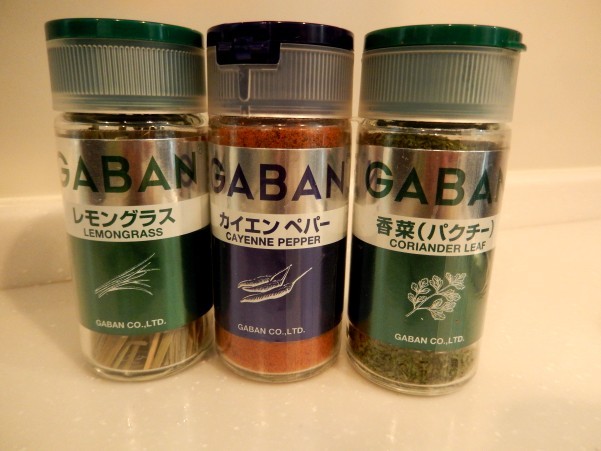 GABAN
レモングラス
LEMONGRASS
GABAN CO.,LTD.
GABAN
カイエン ペパー
CAYENNE PEPPER
GABAN CO.,LTD.
GABAN
香菜(パクチー)
CORIANDER LEAF
GABAN CO.,LTD.